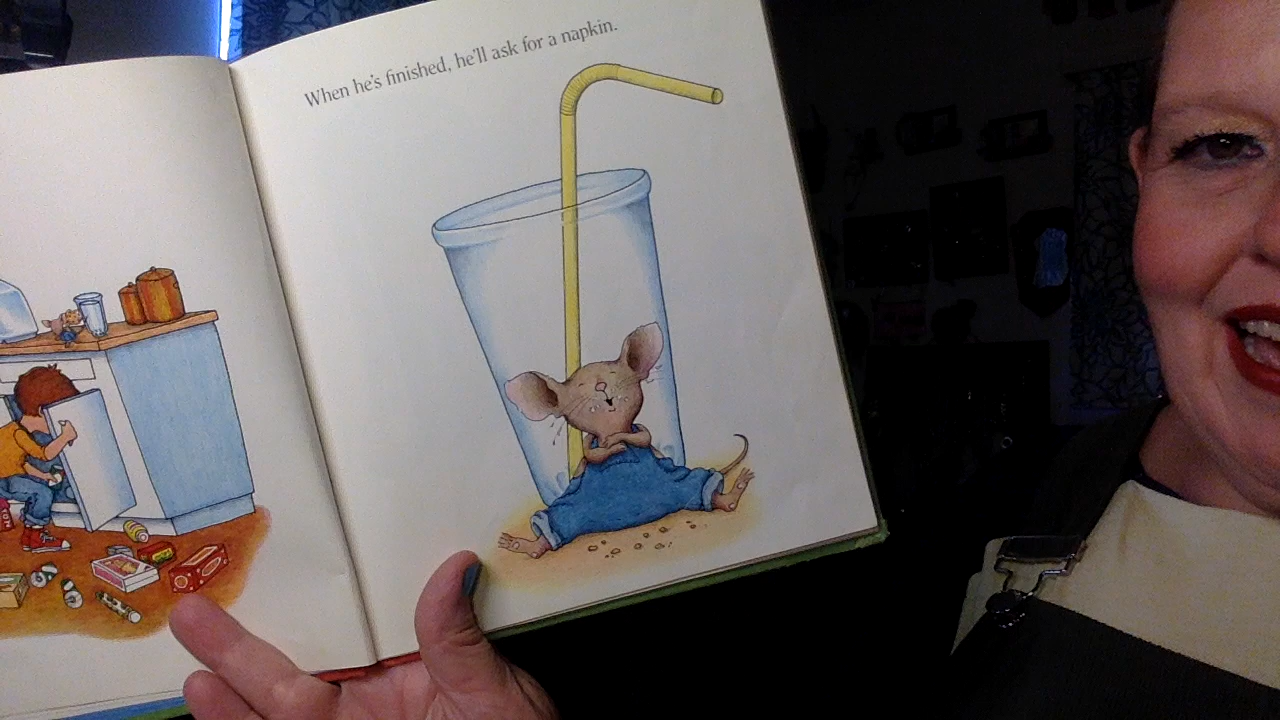 When he's finished, he'll ask for a napkin.